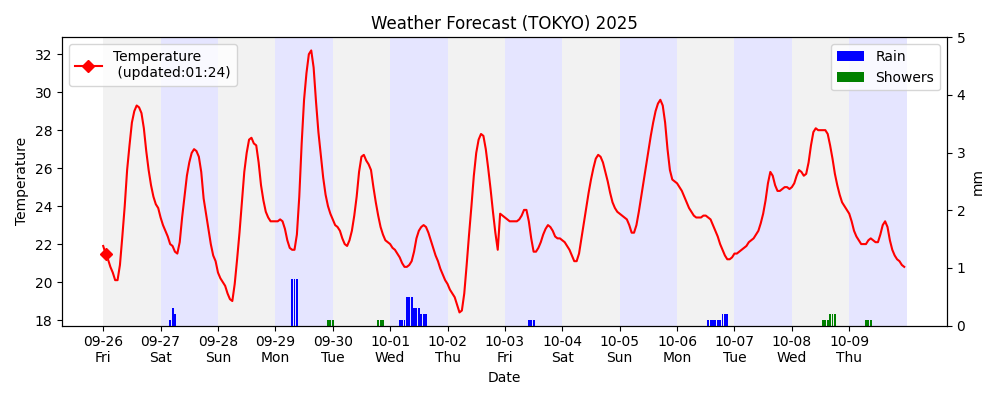 Weather Forecast (TOKYO) 2025
Temperature
(updated:01:24)
Rain
Showers
Temperature
32
30
28
26
24
22
20
18
5
4
3
2
1
0
mm
09-26 09-27 09-28 09-29 09-30 10-01 10-02 10-03 10-04 10-05 10-06 10-07 10-08 10-09
Fri Sat Sun Mon Tue Wed Thu Fri Sat Sun Mon Tue Wed Thu
Date